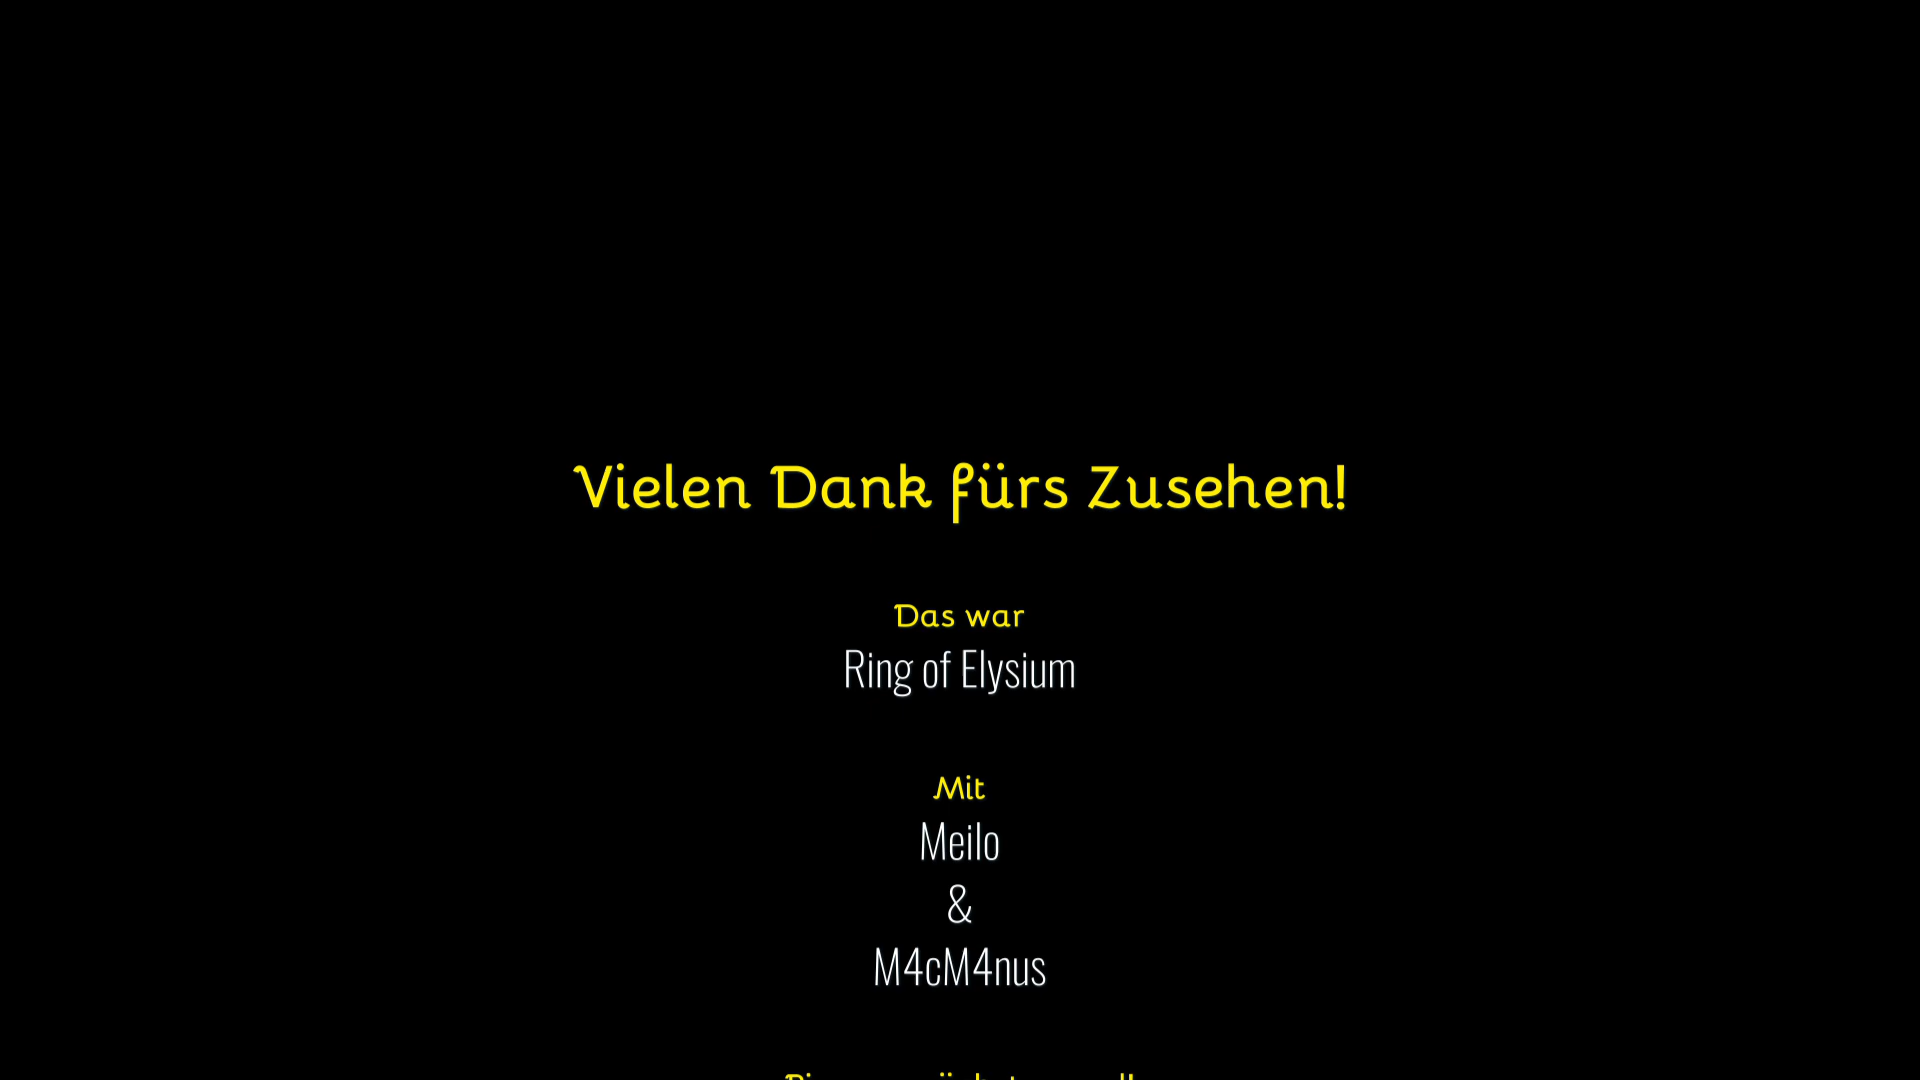 Vielen Dank fürs Zusehen!
Das war
Ring of Elysium
Mit
Meilo
&
M4cM4nus